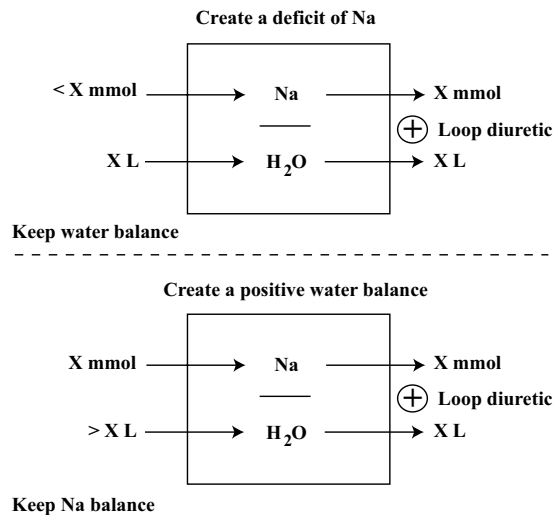 Create a deficit of Na
< X mmol Na X mmol
+ Loop diuretic
X L H₂O X L
Keep water balance
Create a positive water balance
X mmol Na X mmol
+ Loop diuretic
> X L H₂O X L
Keep Na balance